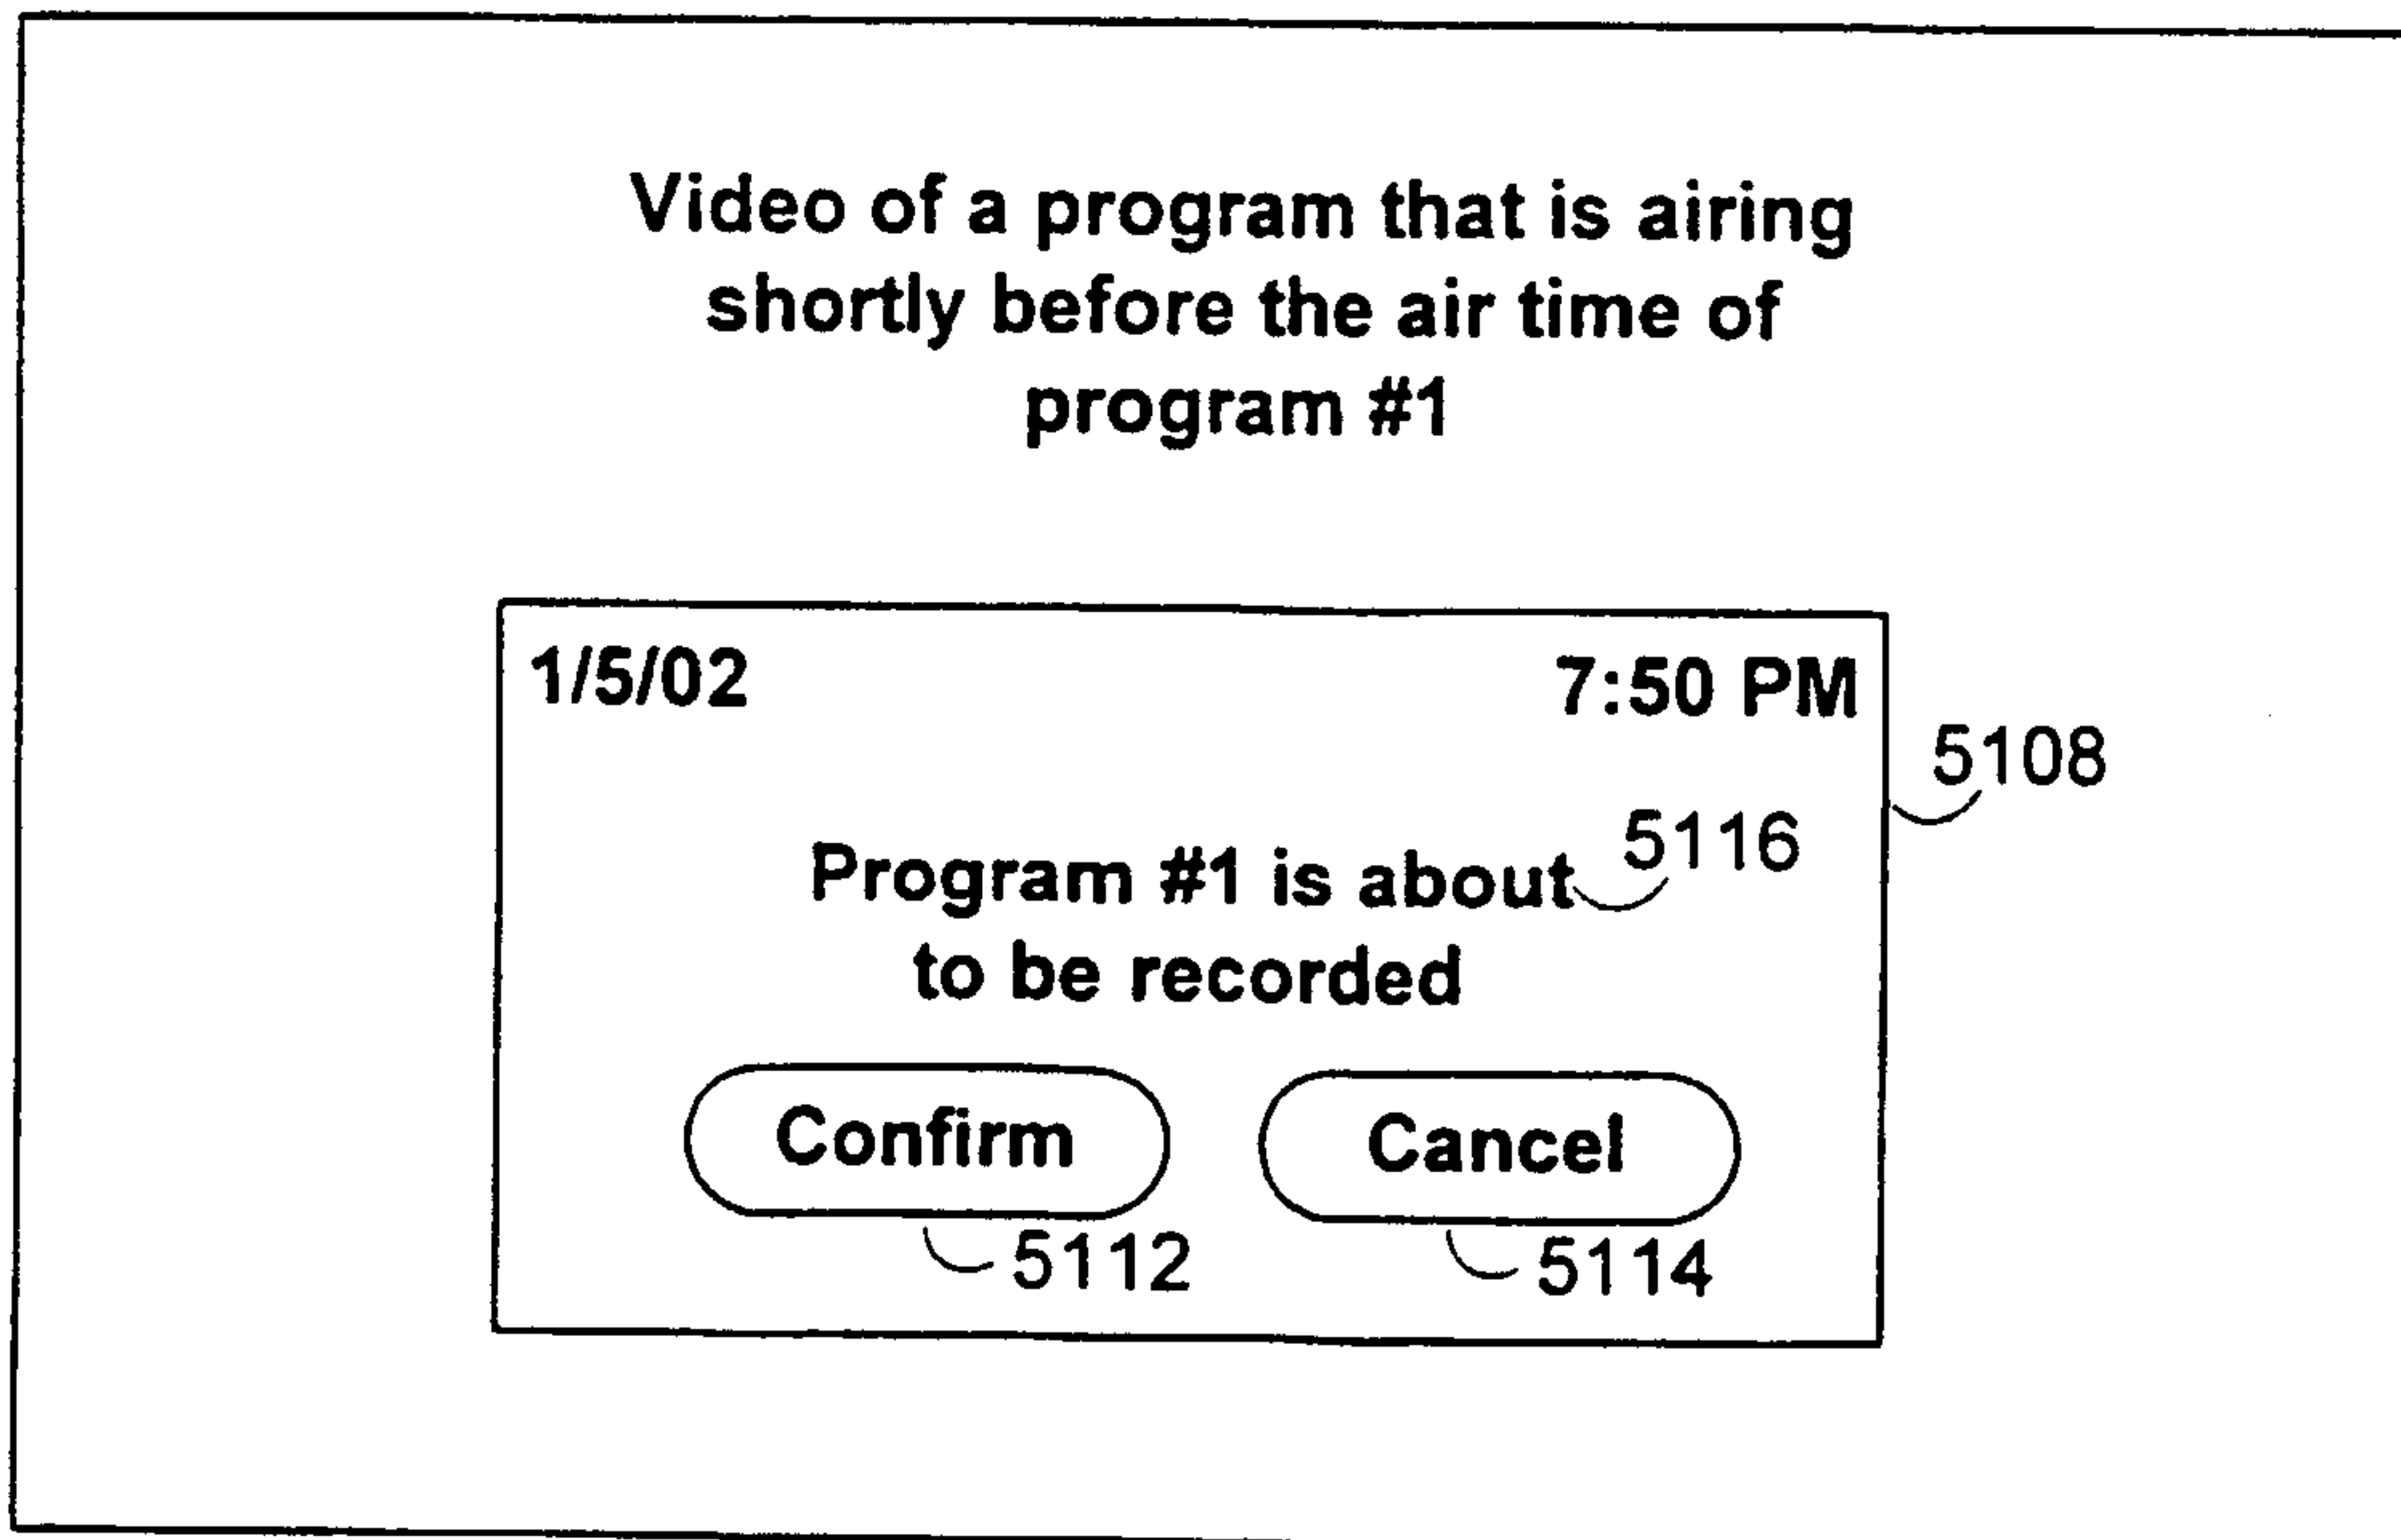 Video of a program that is airing
shortly before the air time of
program #1
1/5/02 7:50 PM
5108
5116
Program #1 is about
to be recorded
Confirm Cancel
5112 5114